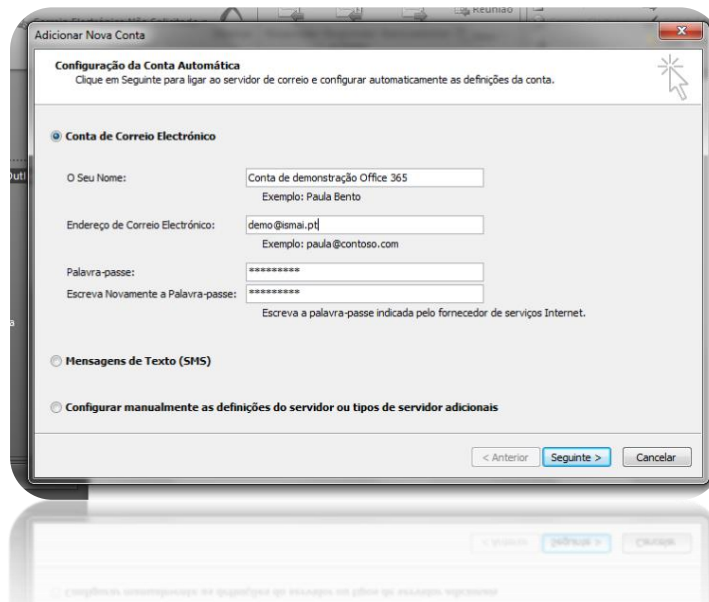 Reunião
Adicionar Nova Conta
Configuração da Conta Automática
Clique em Seguinte para ligar ao servidor de correio e configurar automaticamente as definições da conta.
Conta de Correio Electrónico
O Seu Nome:
Conta de demonstração Office 365
Exemplo: Paula Bento
Endereço de Correio Electrónico:
demo@ismai.pt
Exemplo: paula@contoso.com
Palavra-passe:
*********
Escreva Novamente a Palavra-passe:
*********
Escreva a palavra-passe indicada pelo fornecedor de serviços Internet.
Mensagens de Texto (SMS)
Configurar manualmente as definições do servidor ou tipos de servidor adicionais
< Anterior
Seguinte >
Cancelar